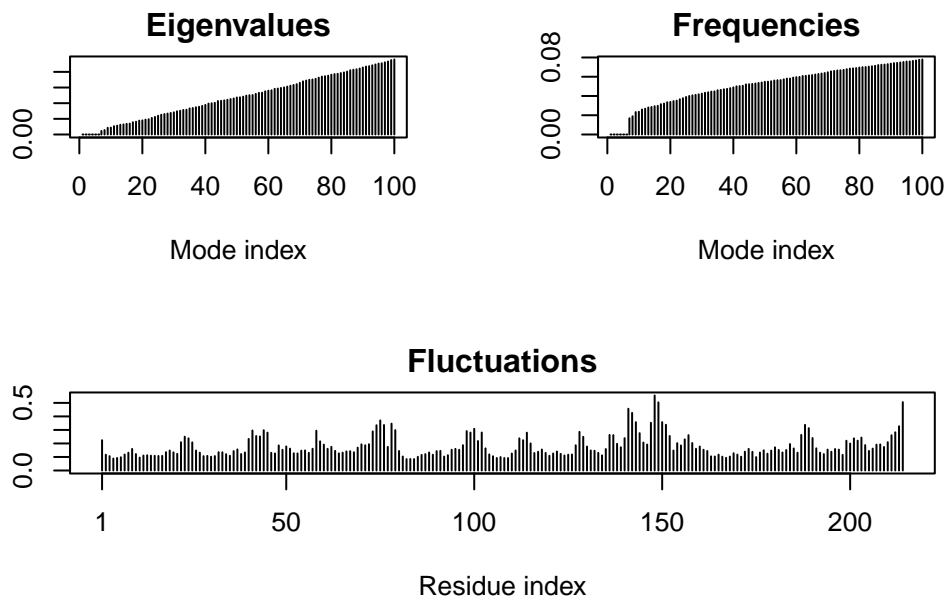 Eigenvalues
0.00
0 20 40 60 80 100
Mode index
Frequencies
0.00 0.08
0 20 40 60 80 100
Mode index
Fluctuations
0.0 0.5
1 50 100 150 200
Residue index